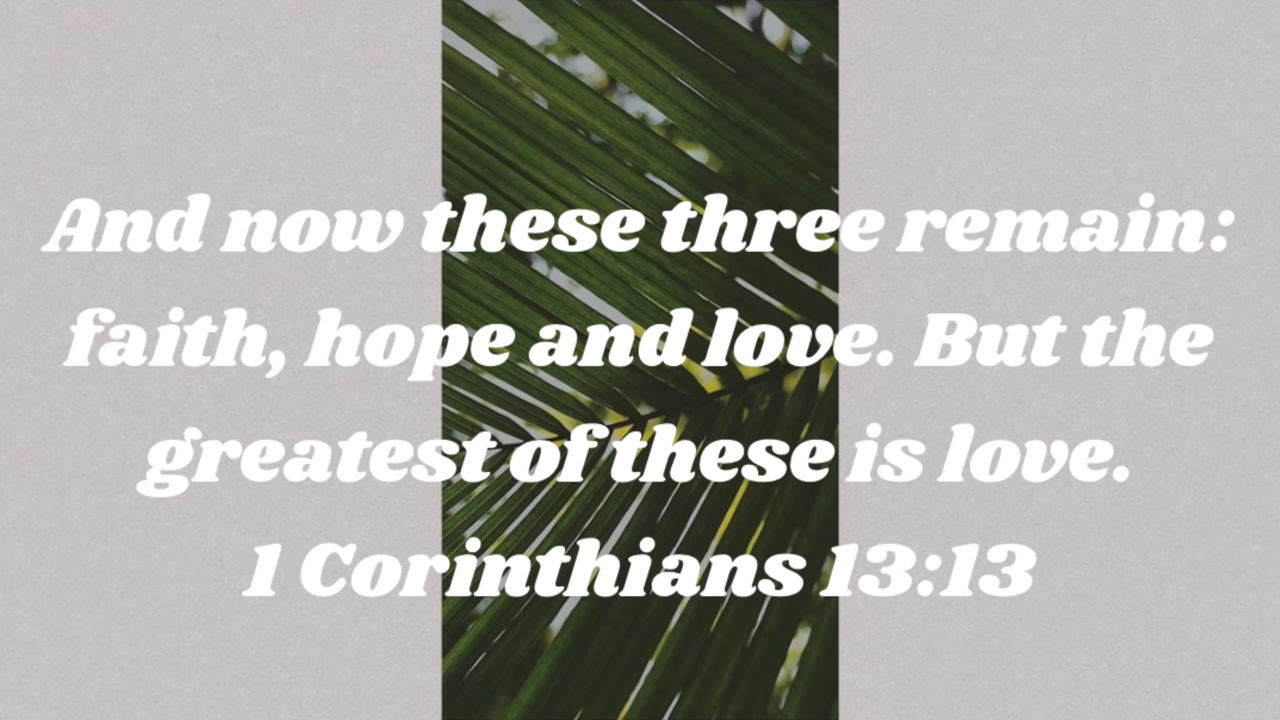 And now these three remain:
faith, hope and love. But the
greatest of these is love.
1 Corinthians 13:13